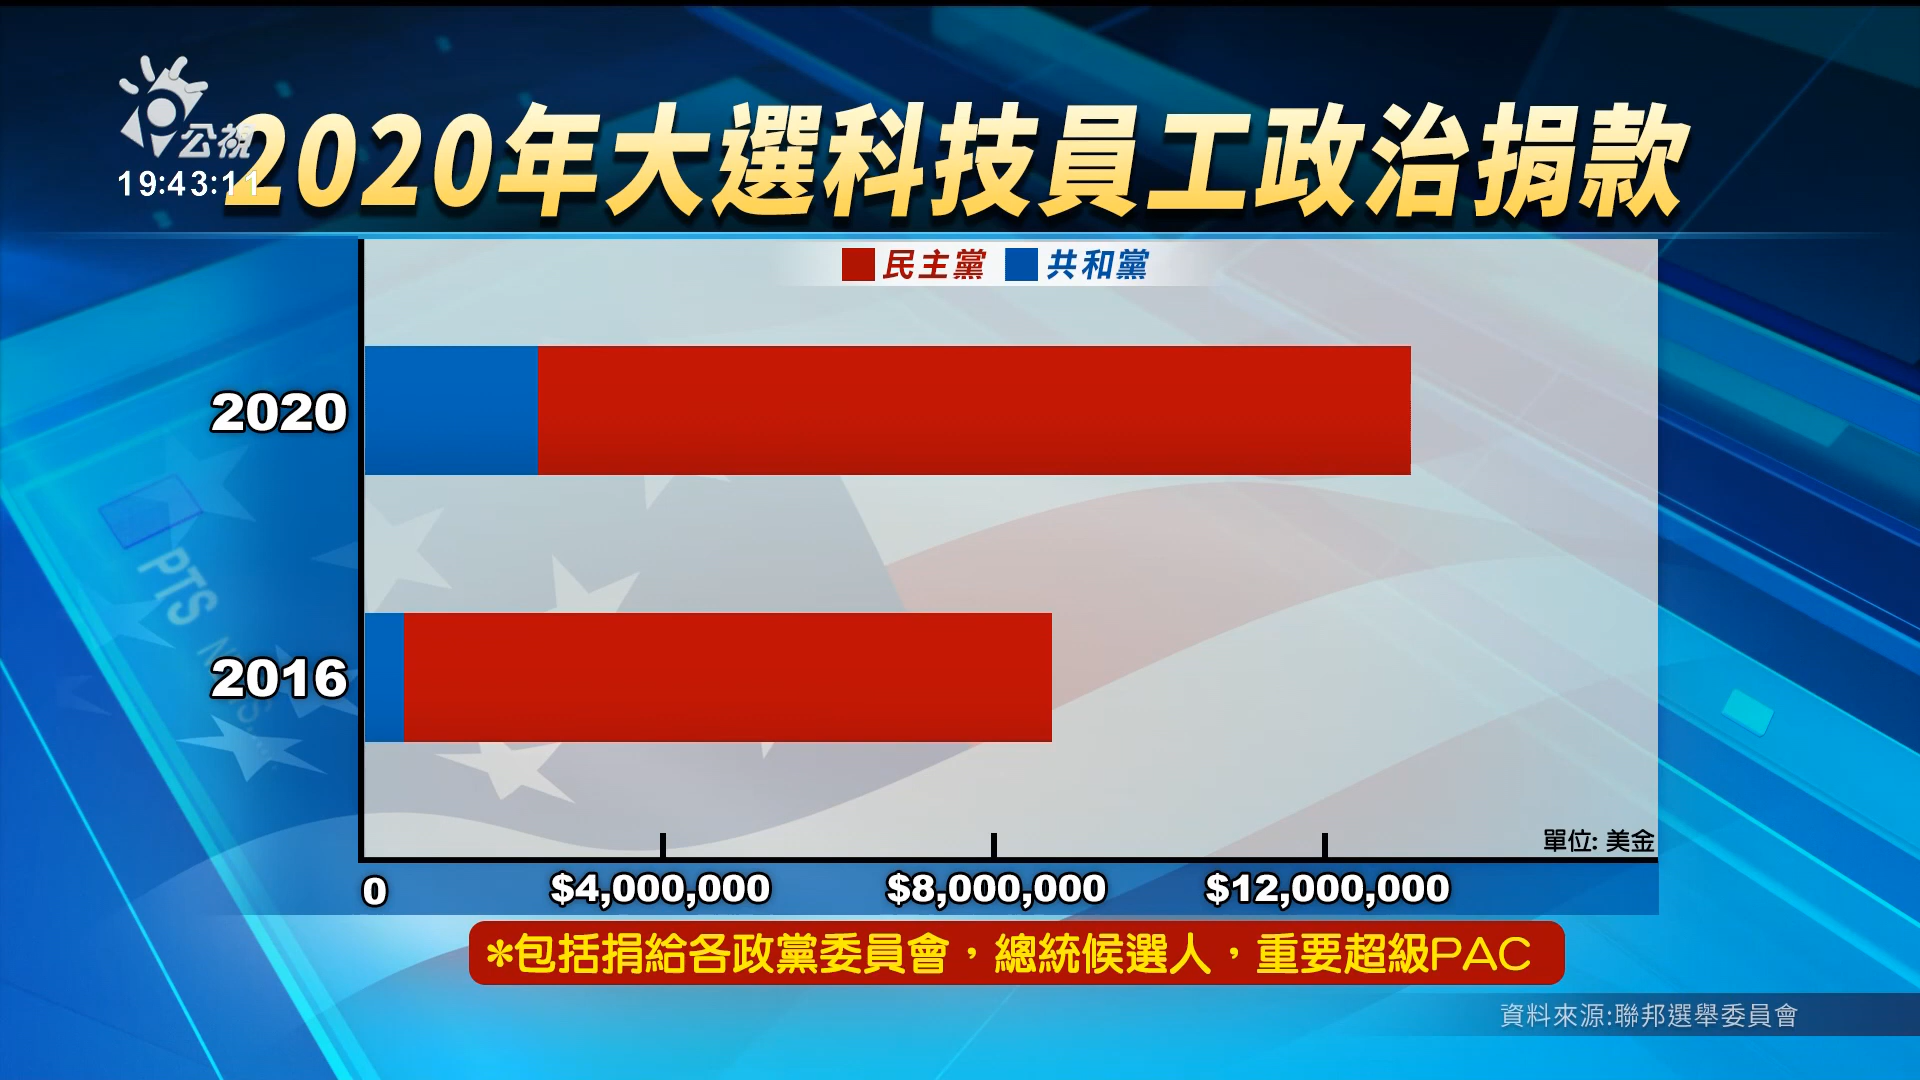 公視
19:43:11
2020年大選科技員工政治捐款
民主黨 共和黨
2020
2016
單位: 美金
0 $4,000,000 $8,000,000 $12,000,000
*包括捐給各政黨委員會，總統候選人，重要超級PAC
資料來源:聯邦選舉委員會
PTS NEWS...